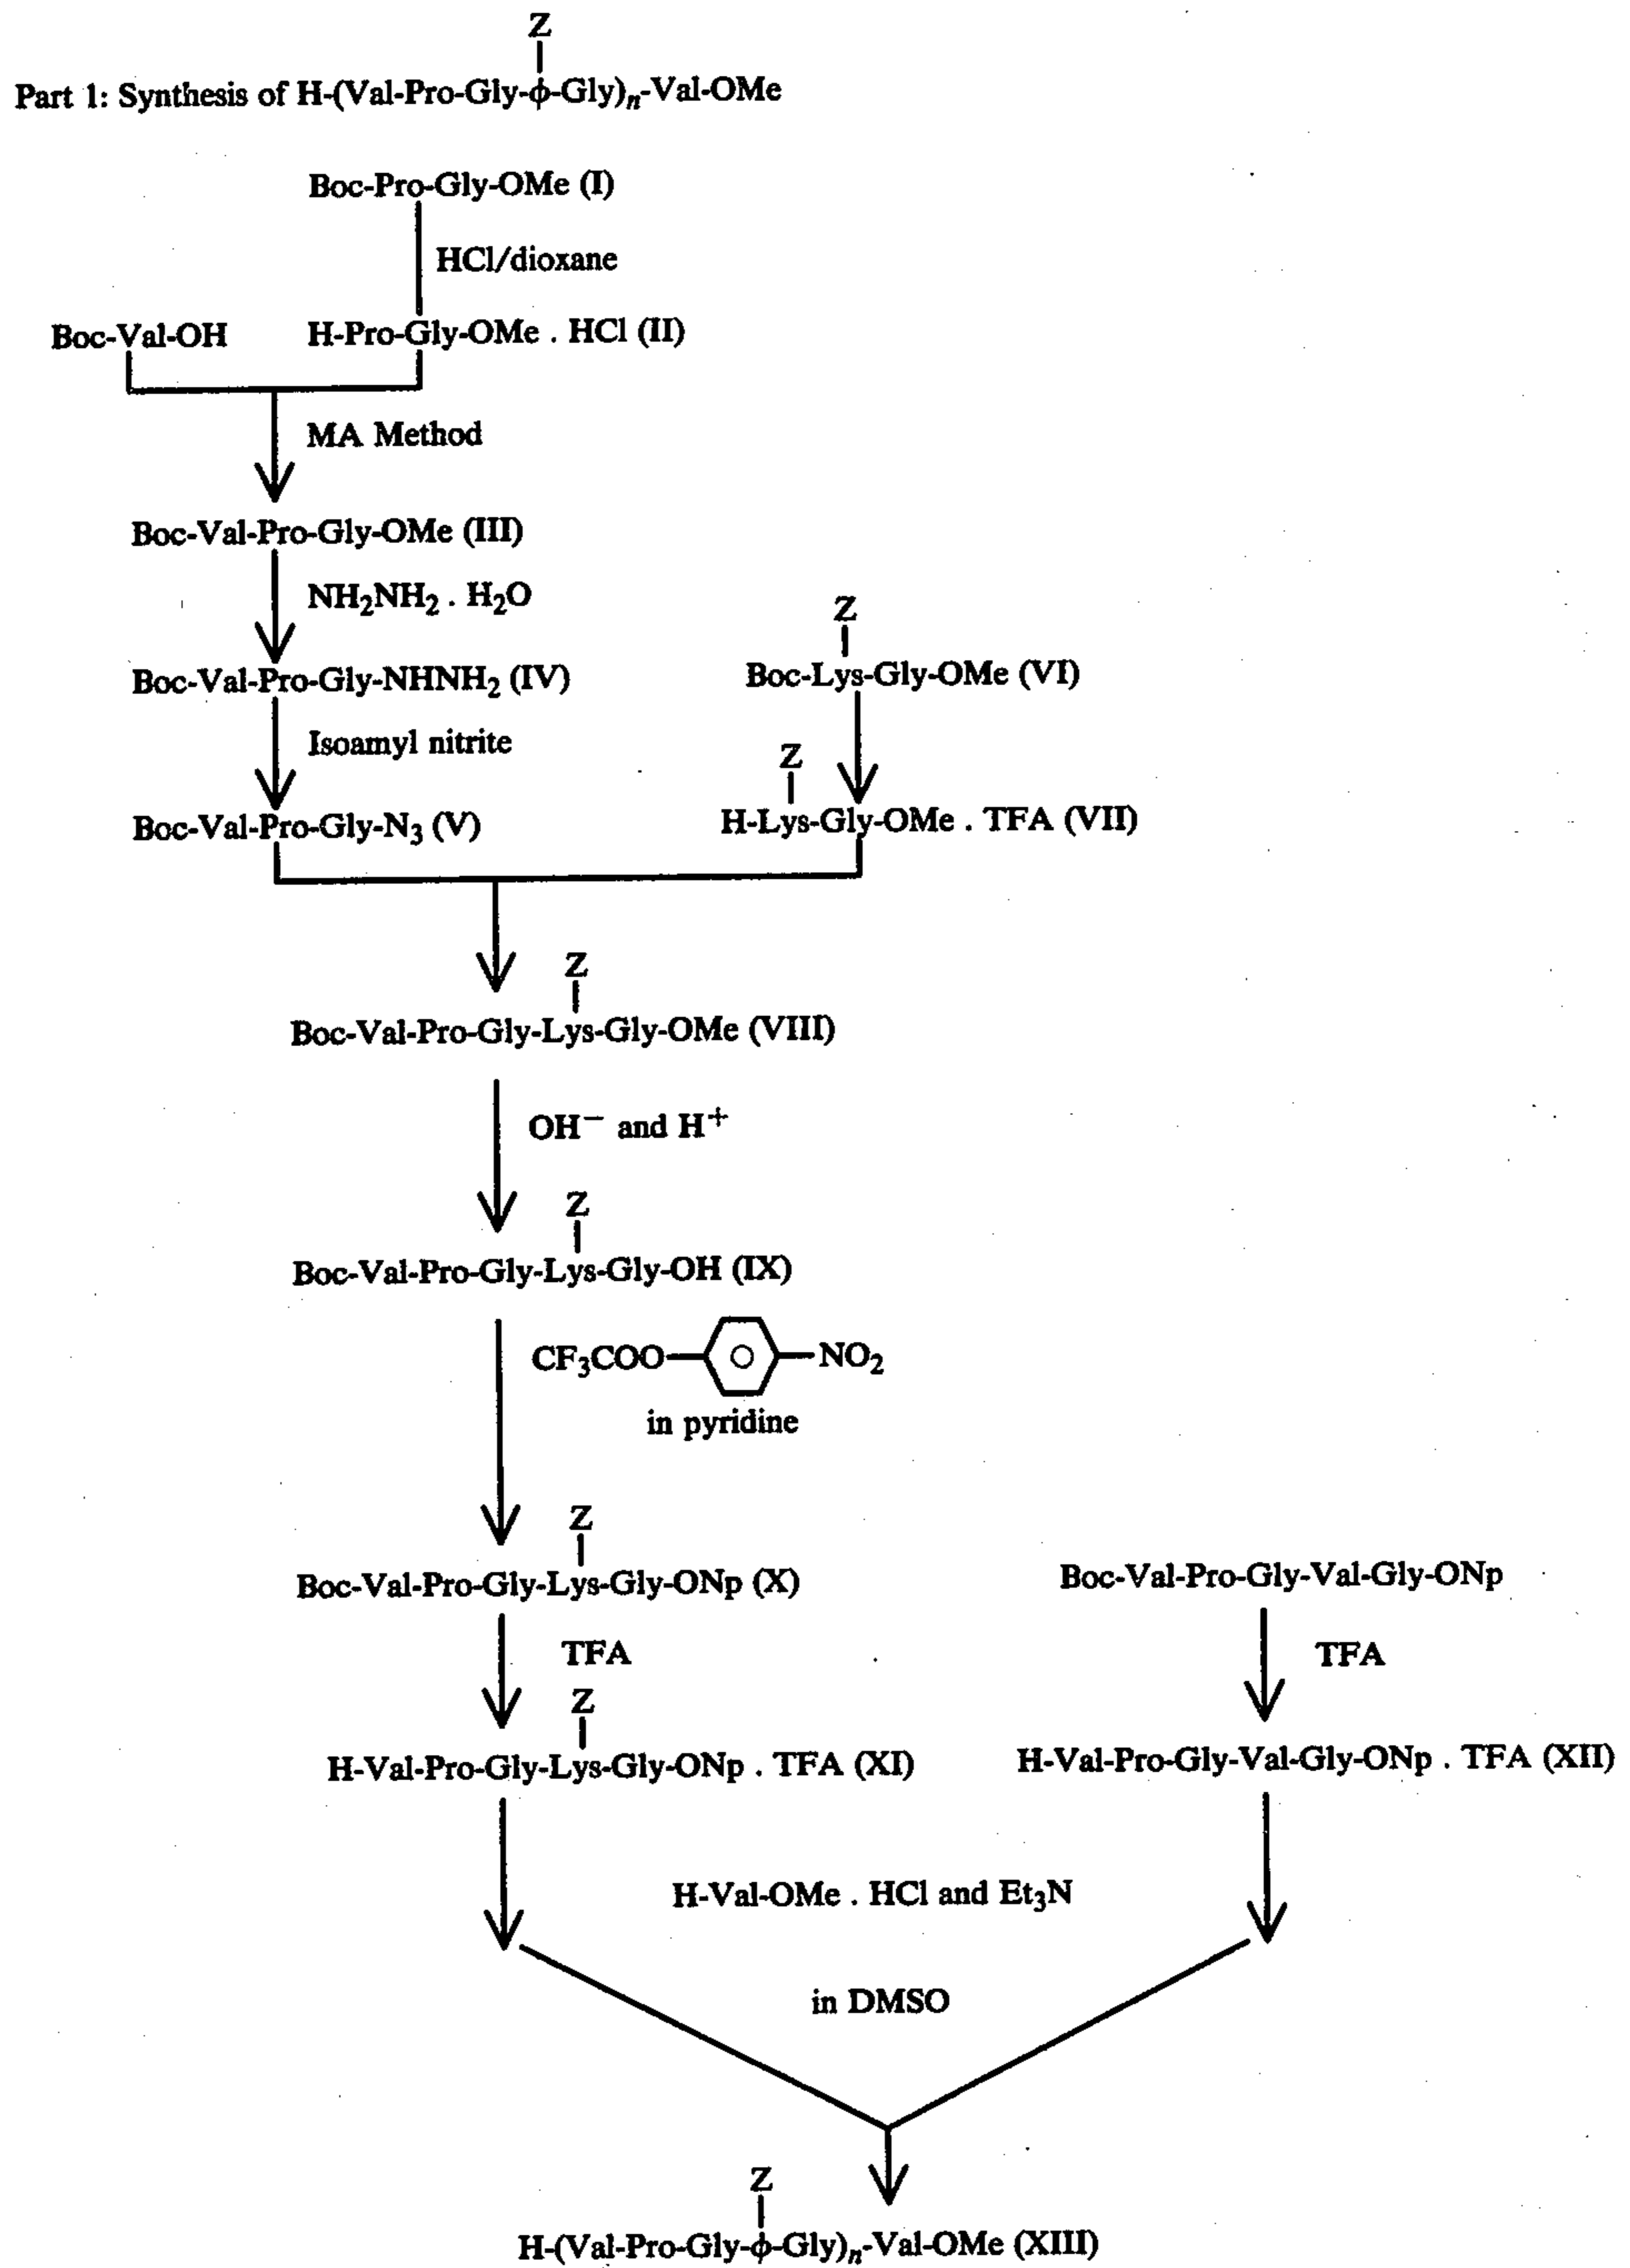 Z
Part 1: Synthesis of H-(Val-Pro-Gly-ϕ-Gly)n-Val-OMe
Boc-Pro-Gly-OMe (I)
HCl/dioxane
Boc-Val-OH H-Pro-Gly-OMe . HCl (II)
MA Method
Boc-Val-Pro-Gly-OMe (III)
NH2NH2 . H2O
Z
Boc-Val-Pro-Gly-NHNH2 (IV) Boc-Lys-Gly-OMe (VI)
Isoamyl nitrite
Z
Boc-Val-Pro-Gly-N3 (V) H-Lys-Gly-OMe . TFA (VII)
Z
Boc-Val-Pro-Gly-Lys-Gly-OMe (VIII)
OH− and H+
Z
Boc-Val-Pro-Gly-Lys-Gly-OH (IX)
CF3COO NO2
in pyridine
Z
Boc-Val-Pro-Gly-Lys-Gly-ONp (X) Boc-Val-Pro-Gly-Val-Gly-ONp
TFA TFA
Z
H-Val-Pro-Gly-Lys-Gly-ONp . TFA (XI) H-Val-Pro-Gly-Val-Gly-ONp . TFA (XII)
H-Val-OMe . HCl and Et3N
in DMSO
Z
H-(Val-Pro-Gly-ϕ-Gly)n-Val-OMe (XIII)